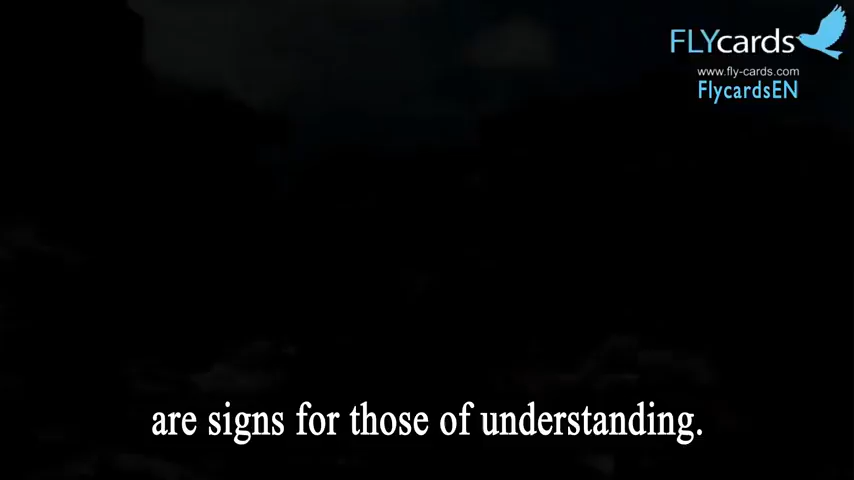 FLYcards
www.fly-cards.com
FlycardsEN
are signs for those of understanding.